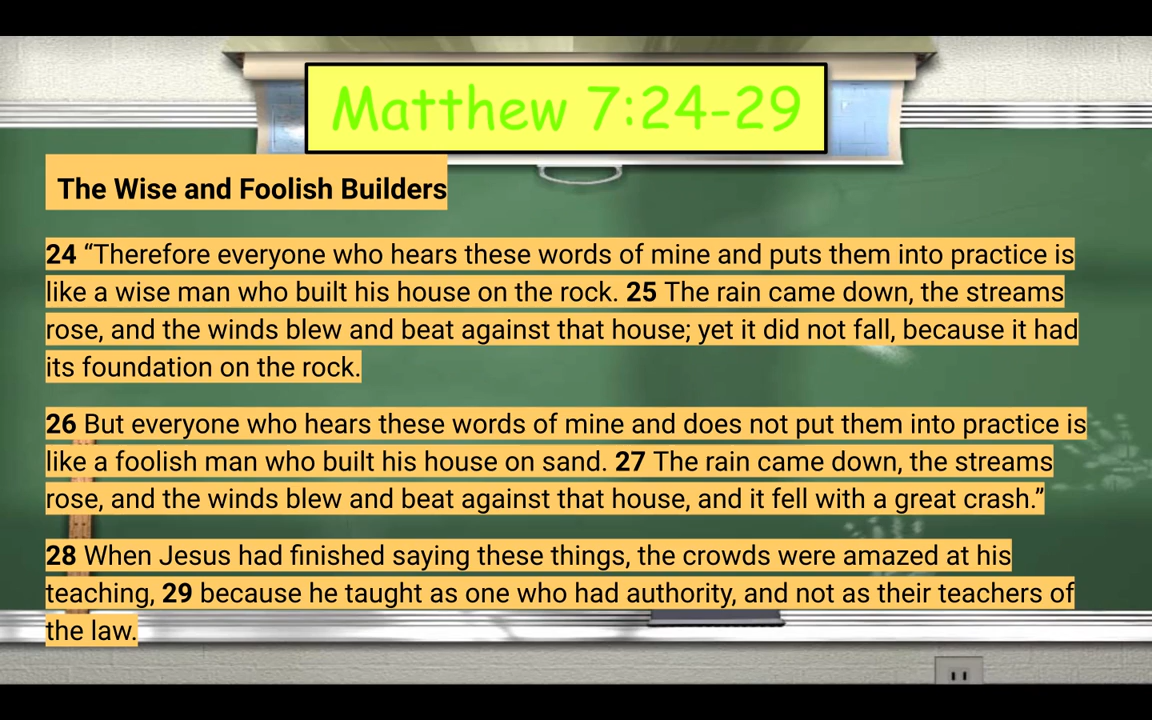 Matthew 7:24-29
The Wise and Foolish Builders
24 “Therefore everyone who hears these words of mine and puts them into practice is
like a wise man who built his house on the rock. 25 The rain came down, the streams
rose, and the winds blew and beat against that house; yet it did not fall, because it had
its foundation on the rock.
26 But everyone who hears these words of mine and does not put them into practice is
like a foolish man who built his house on sand. 27 The rain came down, the streams
rose, and the winds blew and beat against that house, and it fell with a great crash.”
28 When Jesus had finished saying these things, the crowds were amazed at his
teaching, 29 because he taught as one who had authority, and not as their teachers of
the law.